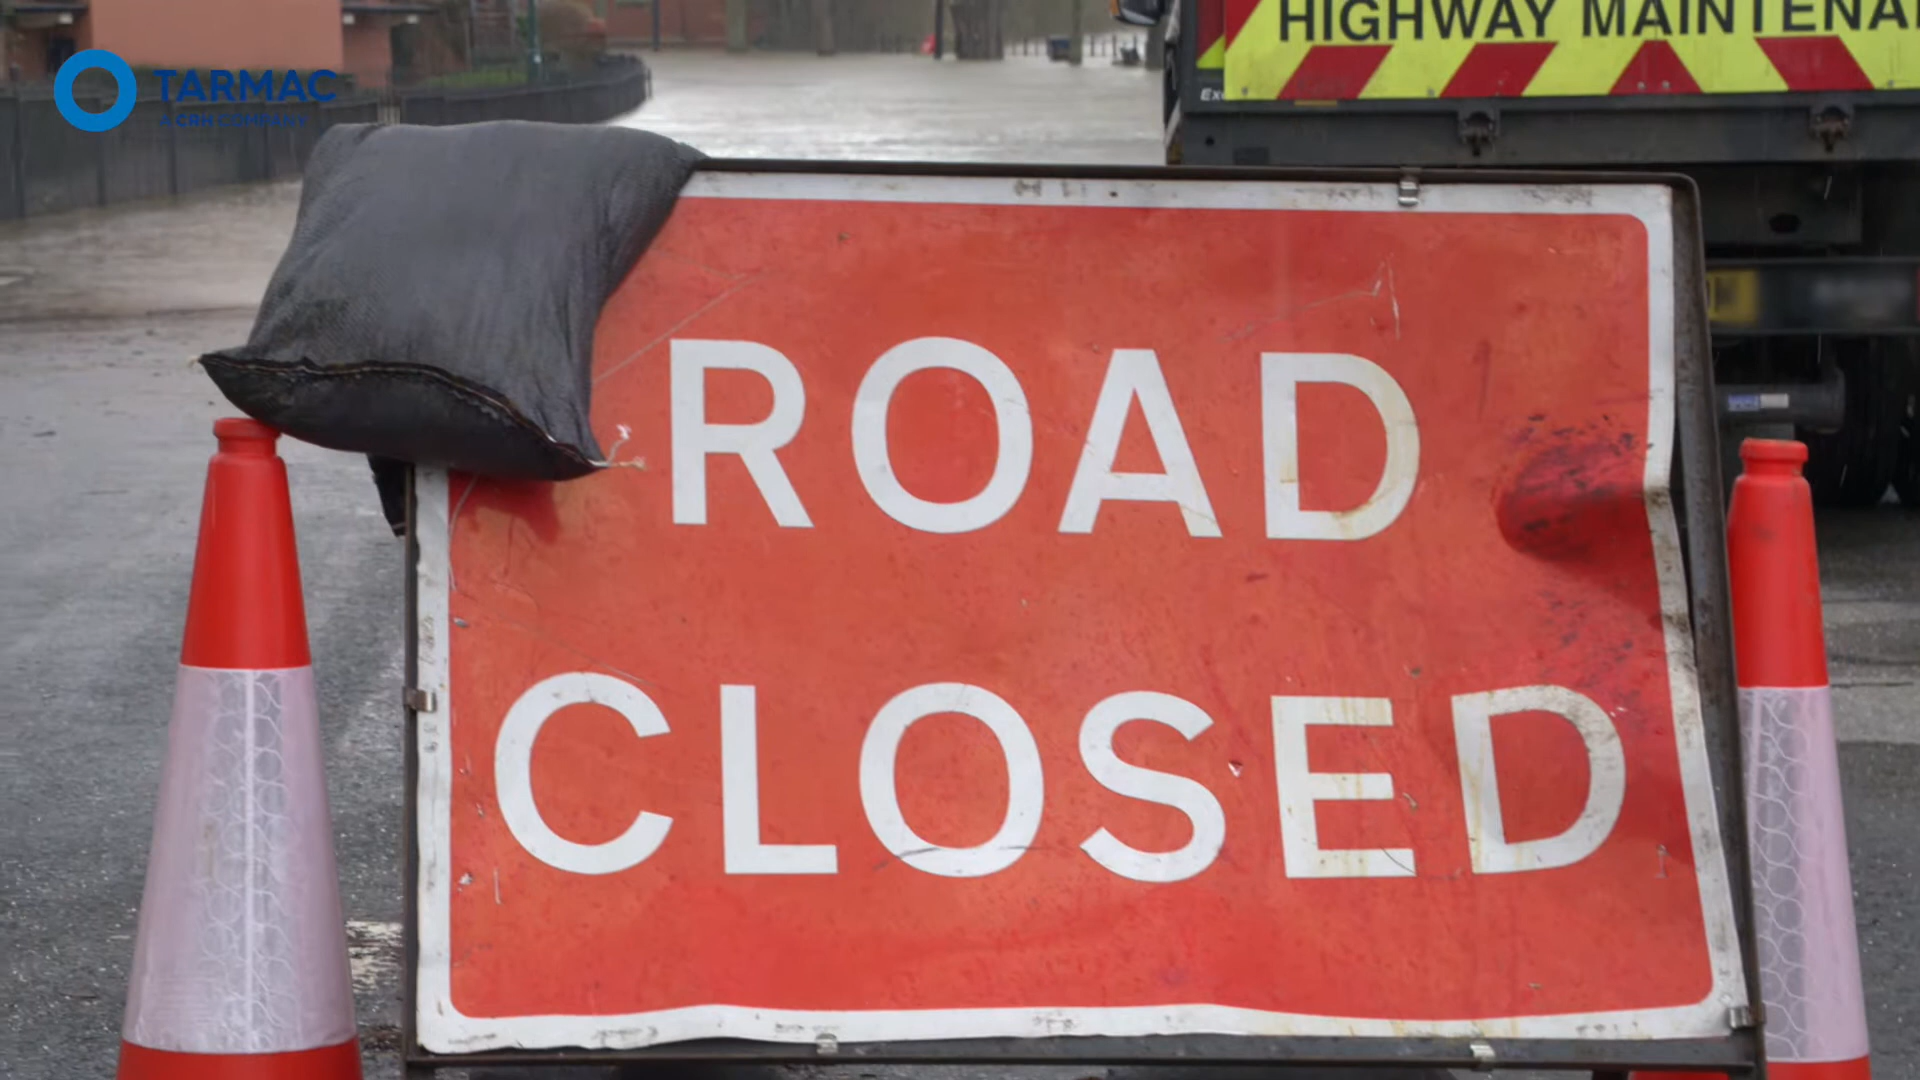 TARMAC
A CRH COMPANY
HIGHWAY MAINTENA
ROAD
CLOSED